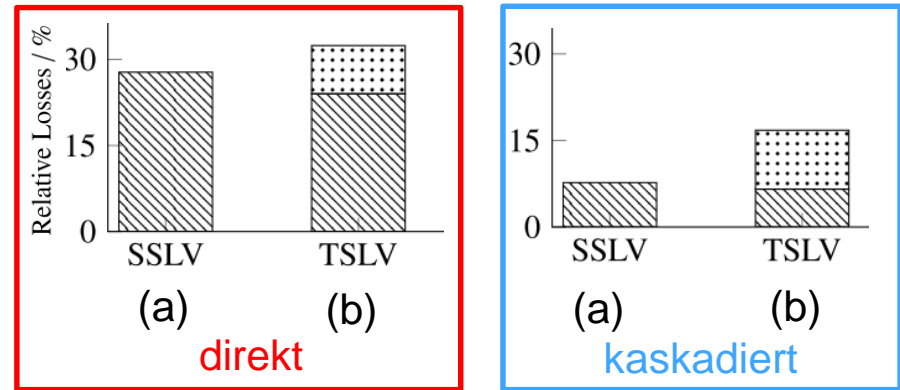 Relative Losses / %
30
15
0
SSLV TSLV
(a) (b)
direkt
30
15
0
SSLV TSLV
(a) (b)
kaskadiert